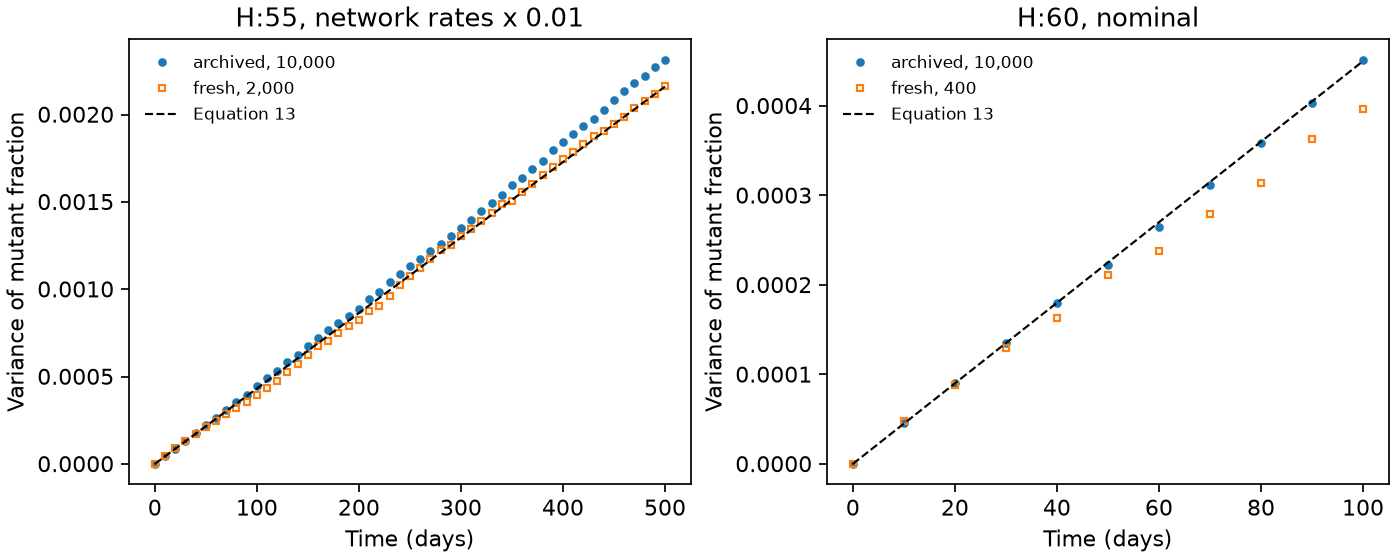 H:55, network rates x 0.01
archived, 10,000
fresh, 2,000
Equation 13
Variance of mutant fraction
0.0020
0.0015
0.0010
0.0005
0.0000
0 100 200 300 400 500
Time (days)
H:60, nominal
archived, 10,000
fresh, 400
Equation 13
Variance of mutant fraction
0.0004
0.0003
0.0002
0.0001
0.0000
0 20 40 60 80 100
Time (days)